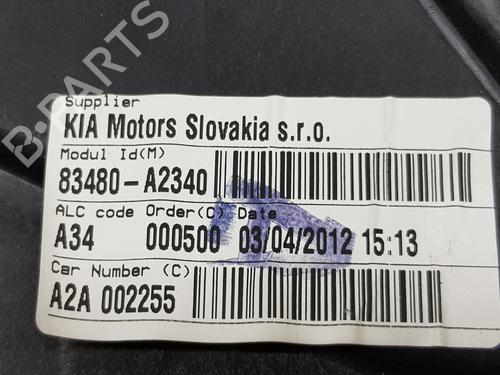 B-PARTS
Supplier
KIA Motors Slovakia s.r.o.
Modul Id(M)
83480-A2340
ALC code Order(C) Date
A34 000500 03/04/2012 15:13
Car Number (C)
A2A 002255